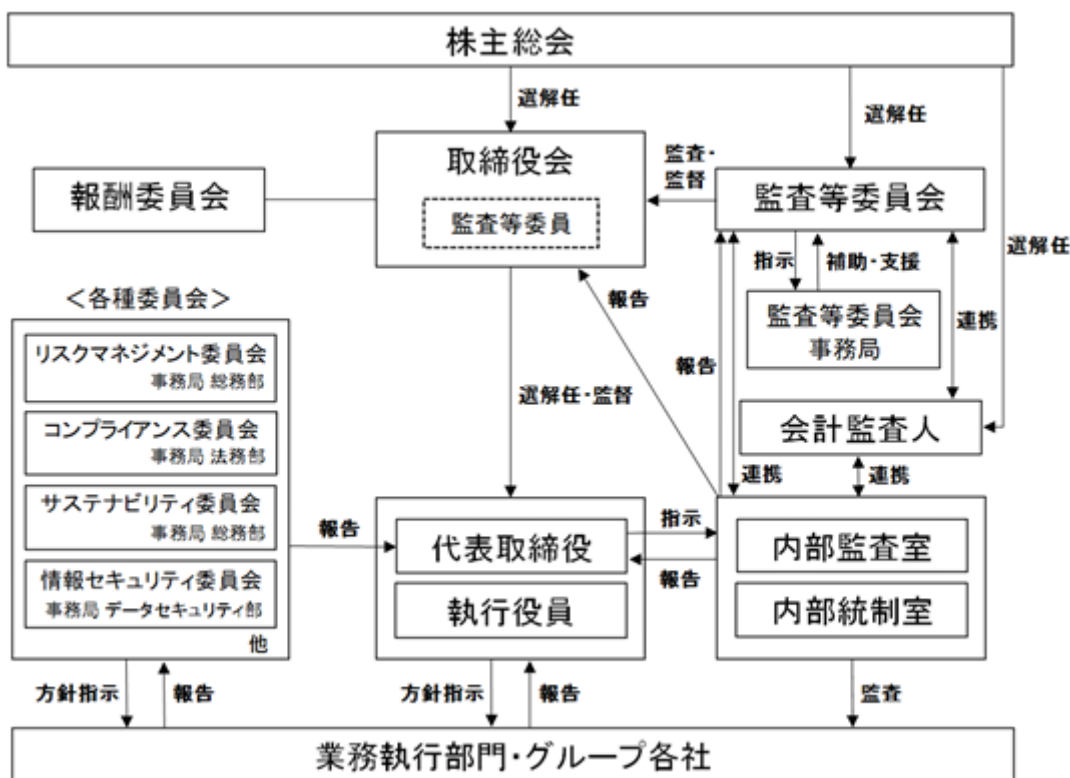 株主総会
選解任
選解任
選解任
取締役会
監査等委員
報酬委員会
監査・
監督
監査等委員会
指示
補助・支援
監査等委員会
事務局
連携
報告
報告
＜各種委員会＞
リスクマネジメント委員会
事務局 総務部
コンプライアンス委員会
事務局 法務部
サステナビリティ委員会
事務局 総務部
情報セキュリティ委員会
事務局 データセキュリティ部
他
選解任・監督
会計監査人
連携
連携
報告
代表取締役
執行役員
指示
報告
内部監査室
内部統制室
方針指示
報告
方針指示
報告
監査
業務執行部門・グループ各社